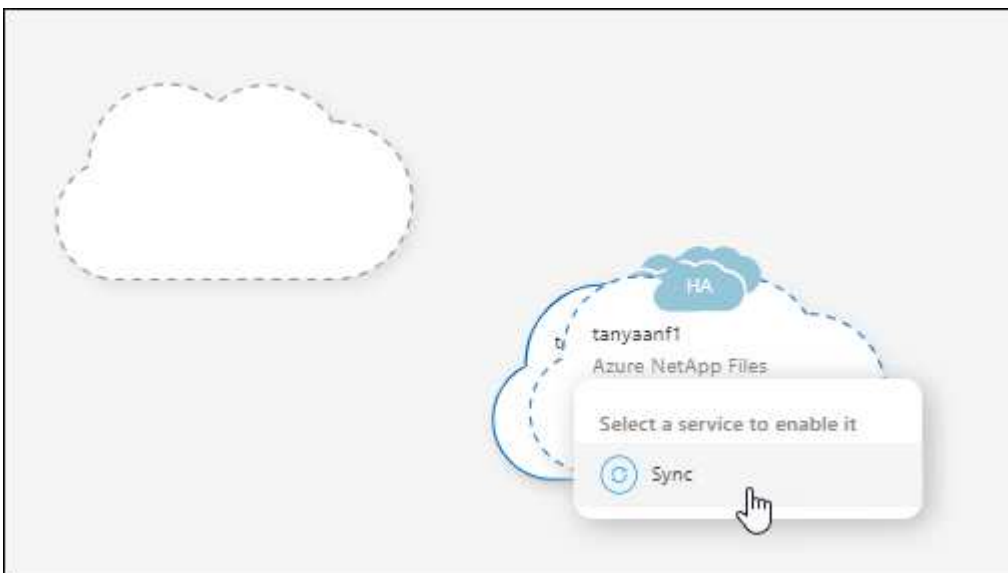 HA
tanyaanf1
Azure NetApp Files
Select a service to enable it
Sync